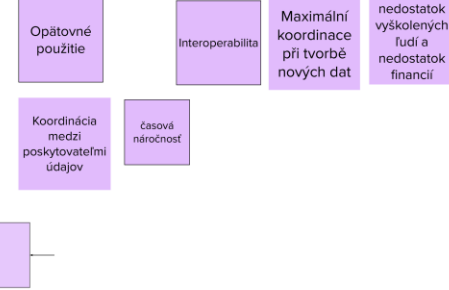 Opätovné
použitie
Interoperabilita
Maximální
koordinace
při tvorbě
nových dat
nedostatok
vyškolených
ľudí a
nedostatok
financií
Koordinácia
medzi
poskytovateľmi
údajov
časová
náročnosť